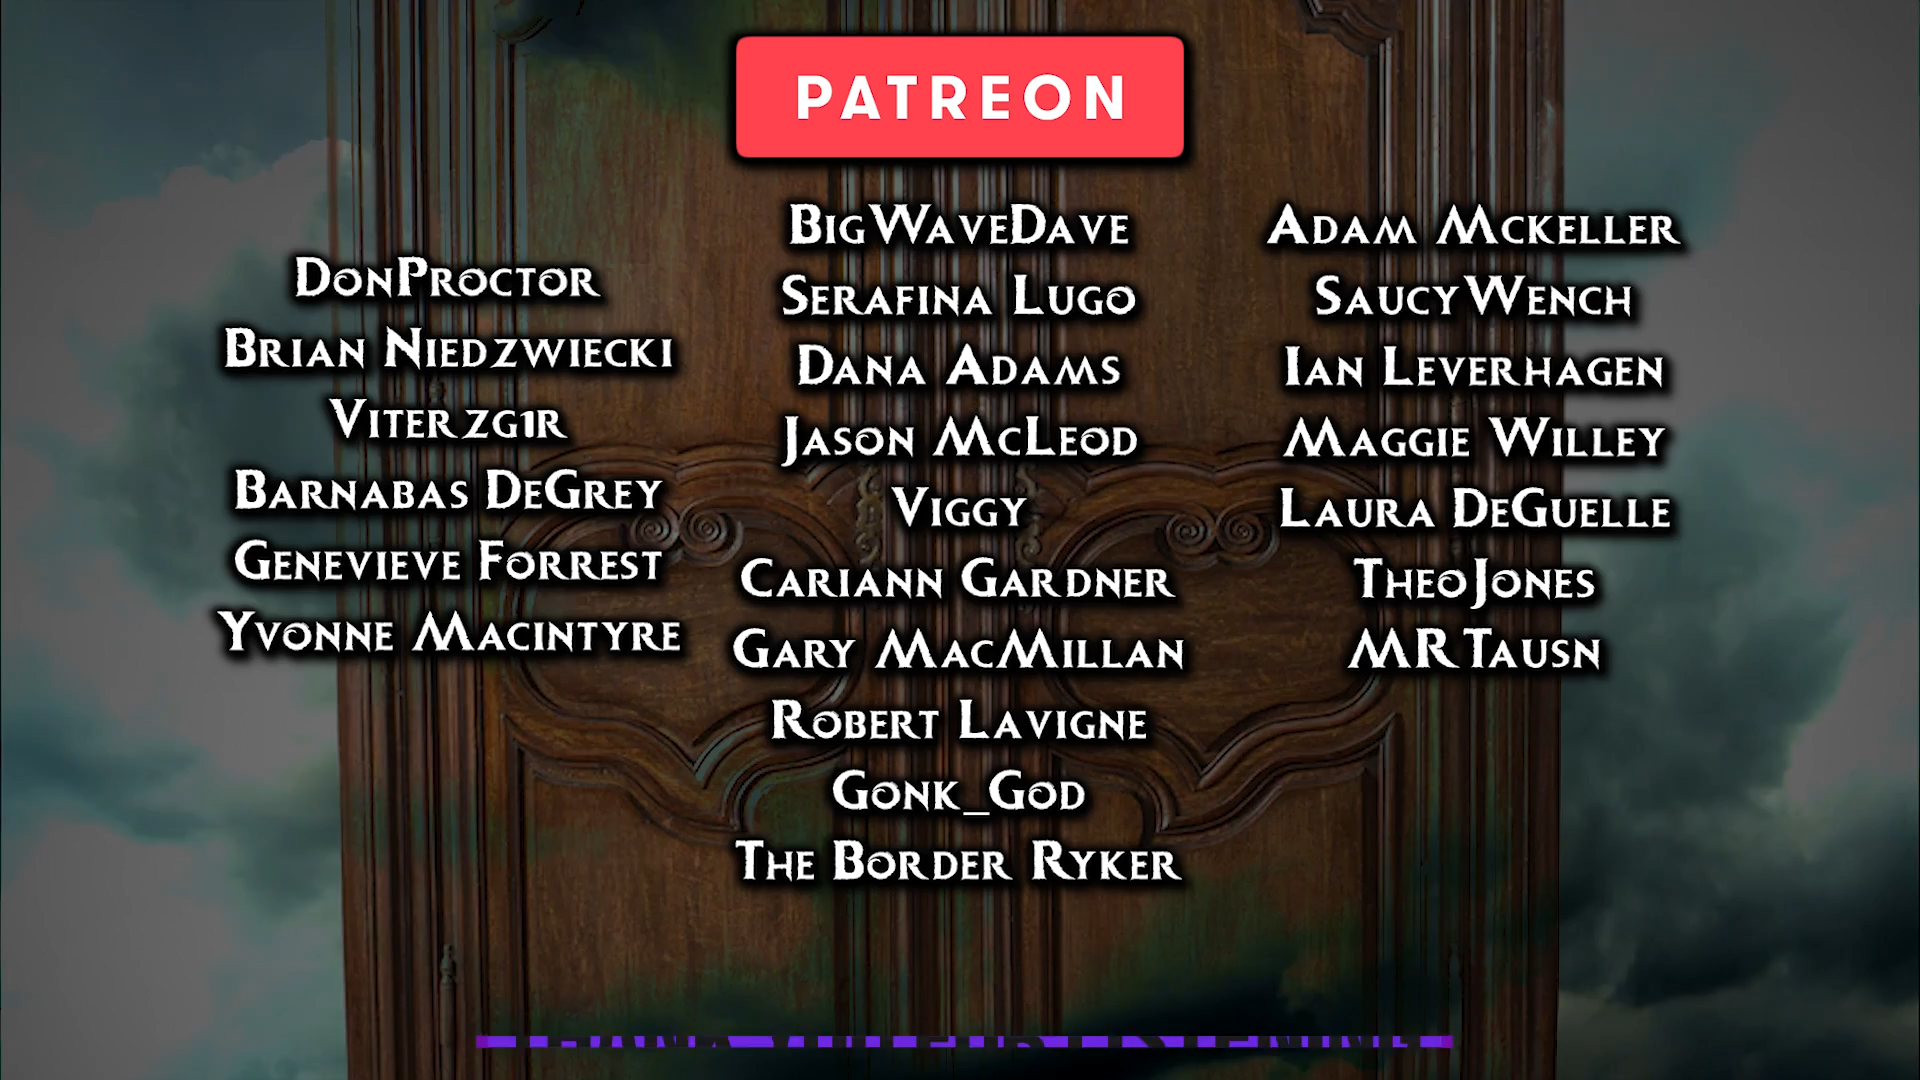 PATREON
DonProctor
Brian Niedzwiecki
Viterzg1r
Barnabas DeGrey
Genevieve Forrest
Yvonne Macintyre
BigWaveDave
Serafina Lugo
Dana Adams
Jason McLeod
Viggy
Cariann Gardner
Gary MacMillan
Robert Lavigne
Gonk_God
The Border Ryker
Adam Mckeller
SaucyWench
Ian Leverhagen
Maggie Willey
Laura DeGuelle
TheoJones
MRTausn